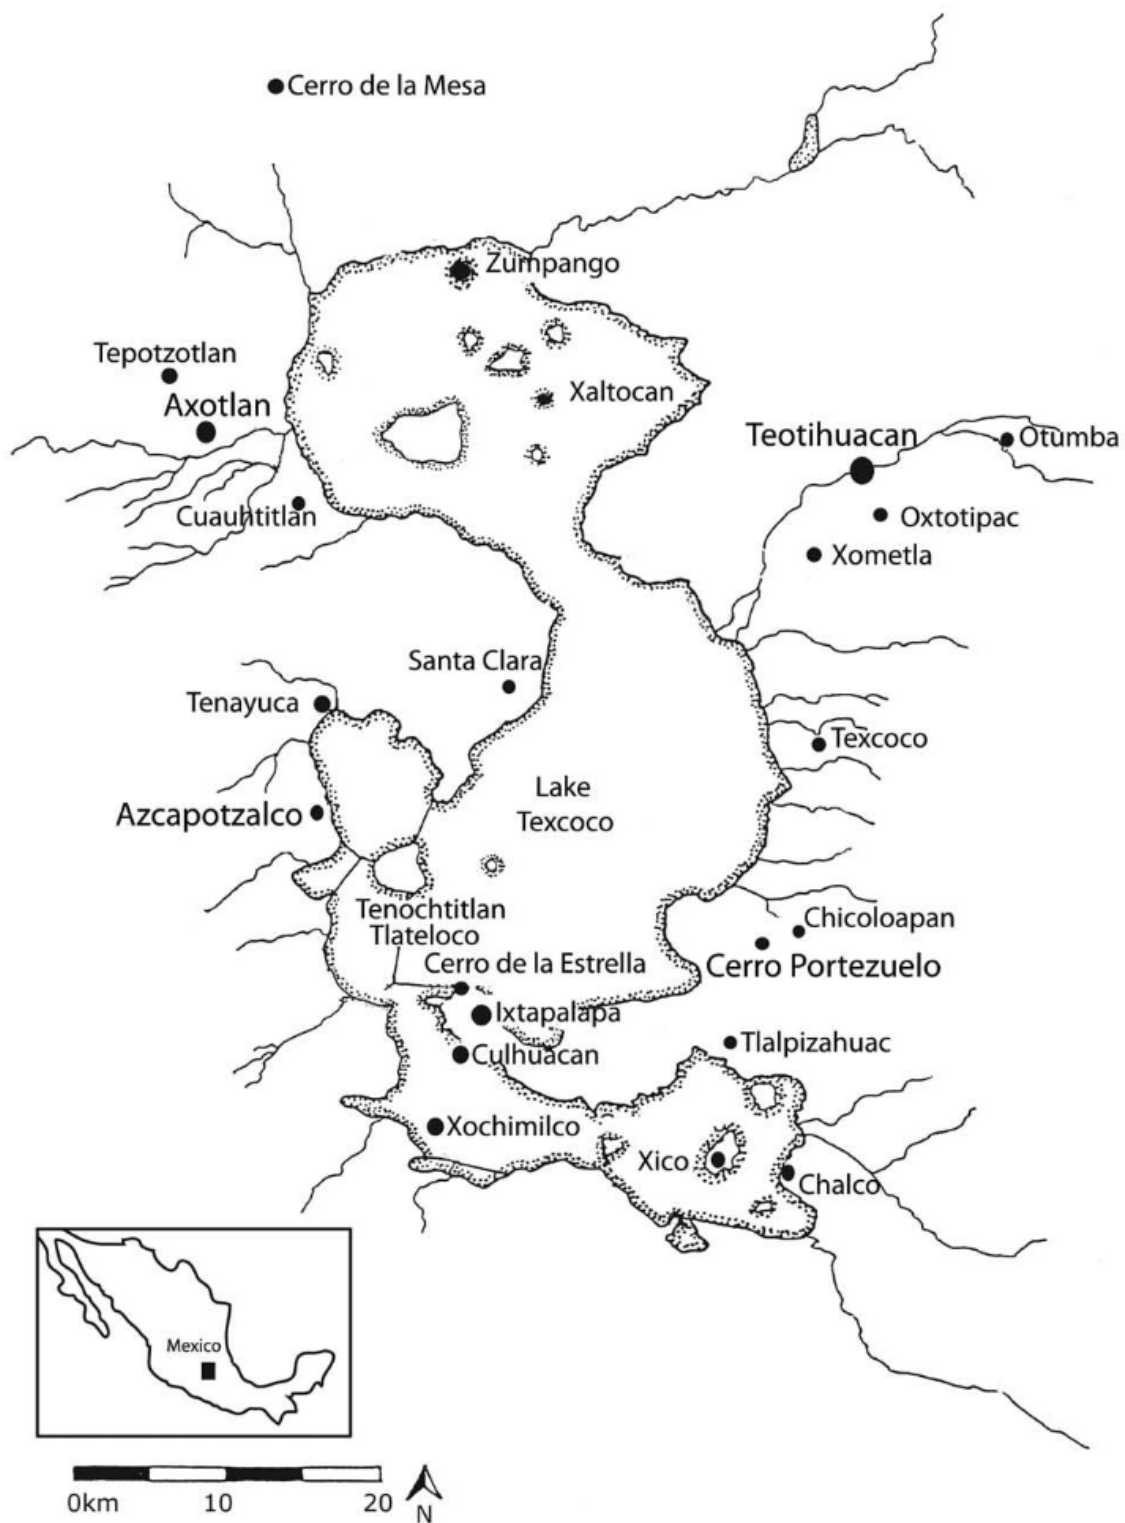 Cerro de la Mesa
Zumpango
Tepotzotlan
Xaltocan
Axotlan
Teotihuacan
Otumba
Cuauhtitlan
Oxtotipac
Xometla
Santa Clara
Tenayuca
Texcoco
Lake
Texcoco
Azcapotzalco
Tenochtitlan
Tlateloco
Chicoloapan
Cerro de la Estrella
Cerro Portezuelo
Ixtapalapa
Tlalpizahuac
Culhuacan
Xochimilco
Xico
Chalco
Mexico
0km 10 20
N